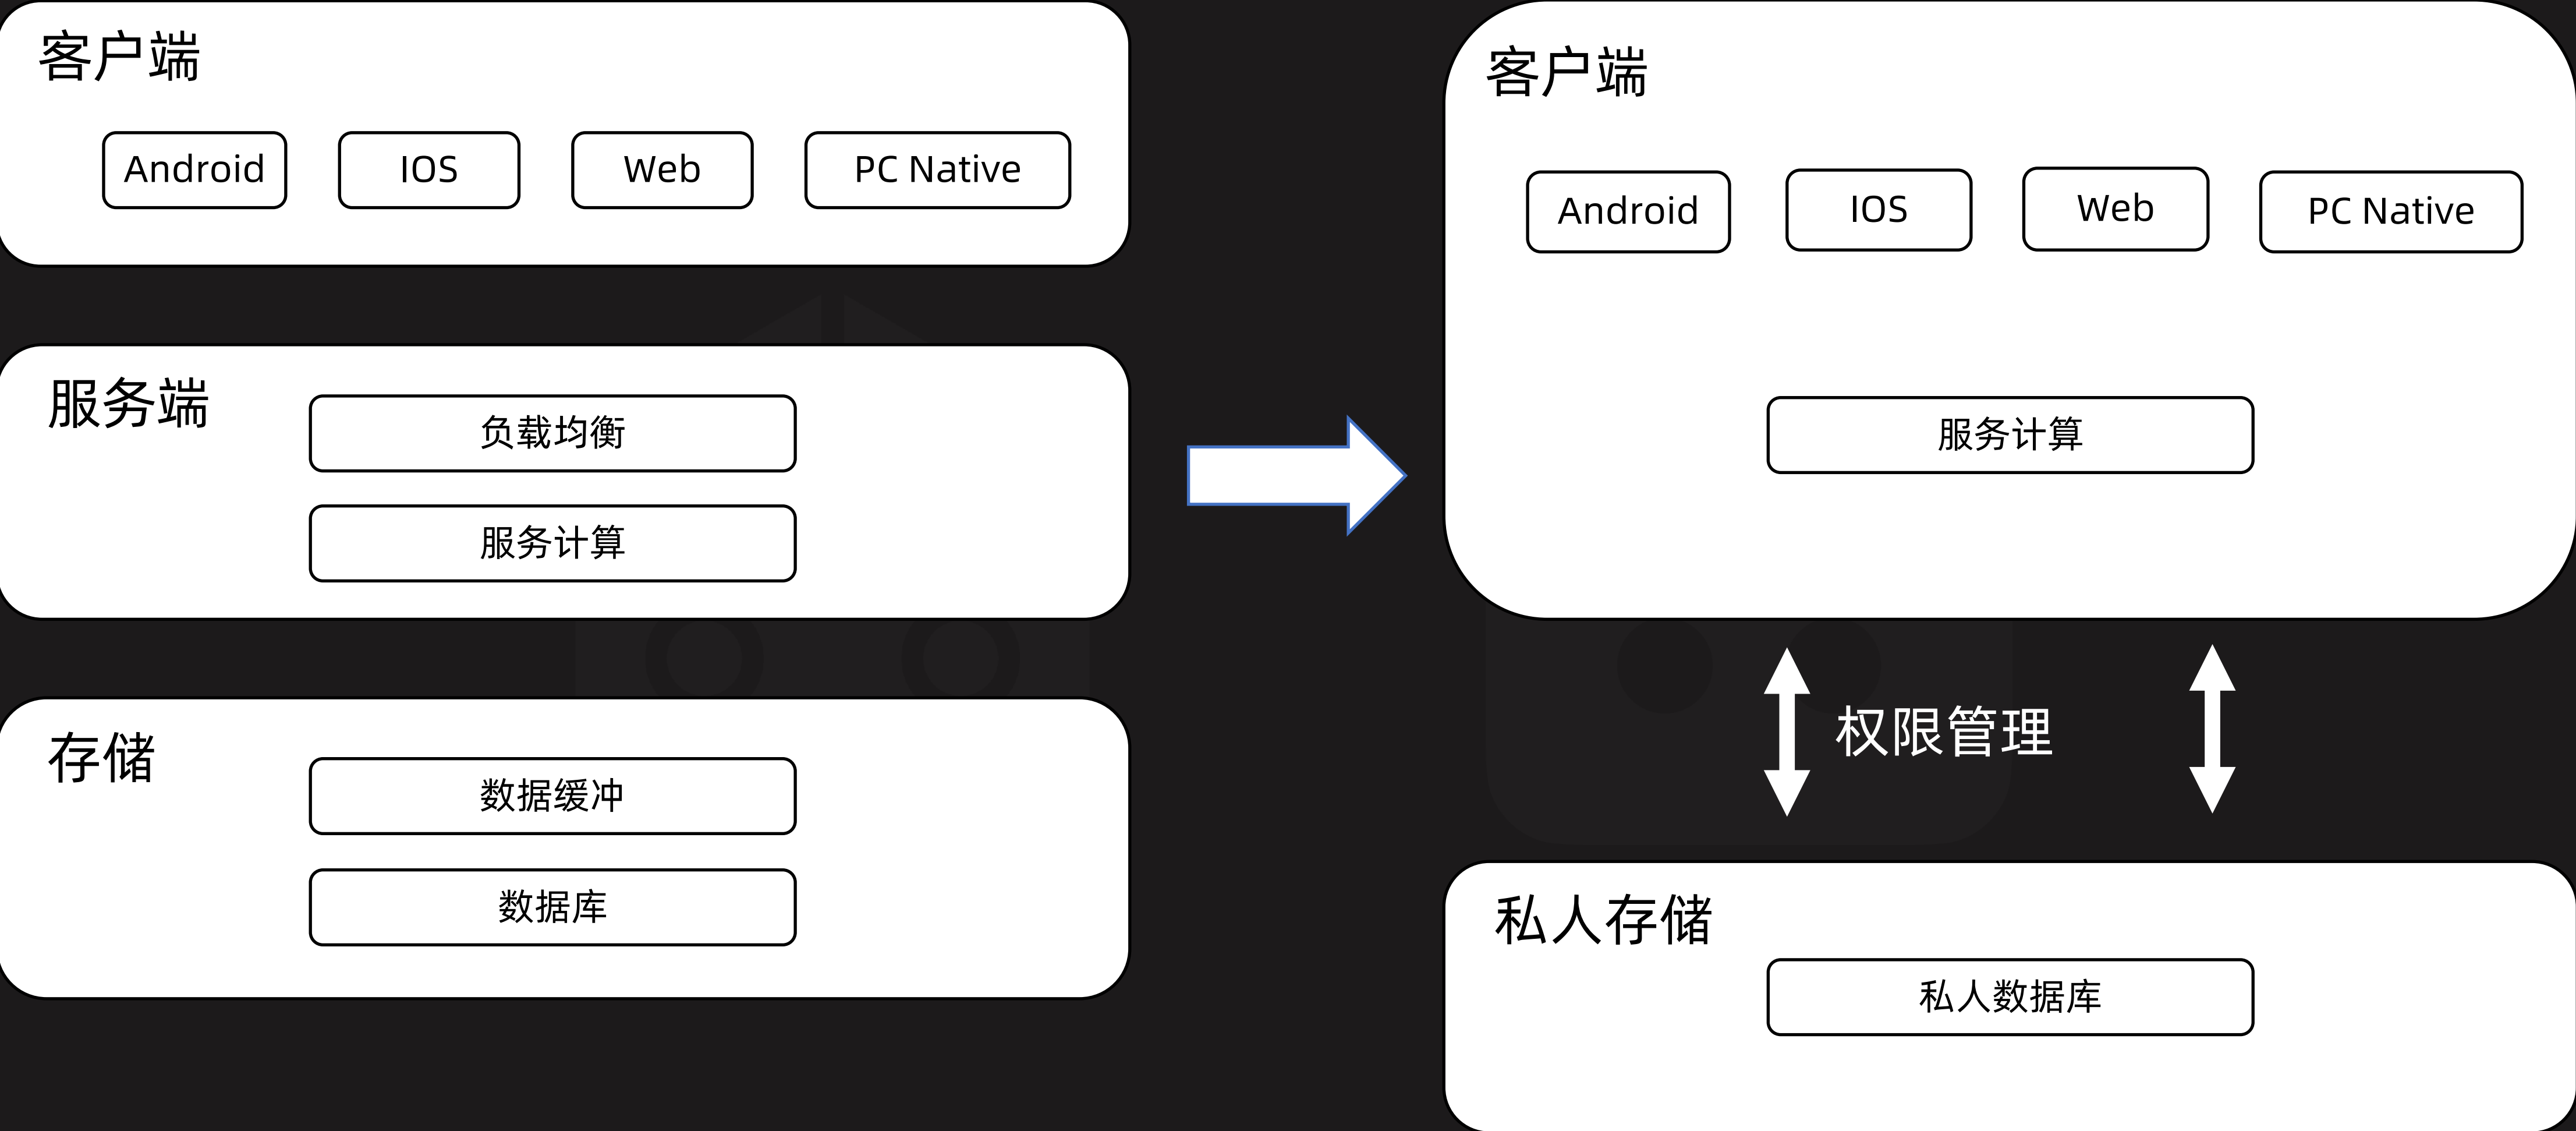 客户端
Android
IOS
Web
PC Native
服务端
负载均衡
服务计算
存储
数据缓冲
数据库
客户端
Android
IOS
Web
PC Native
服务计算
权限管理
私人存储
私人数据库